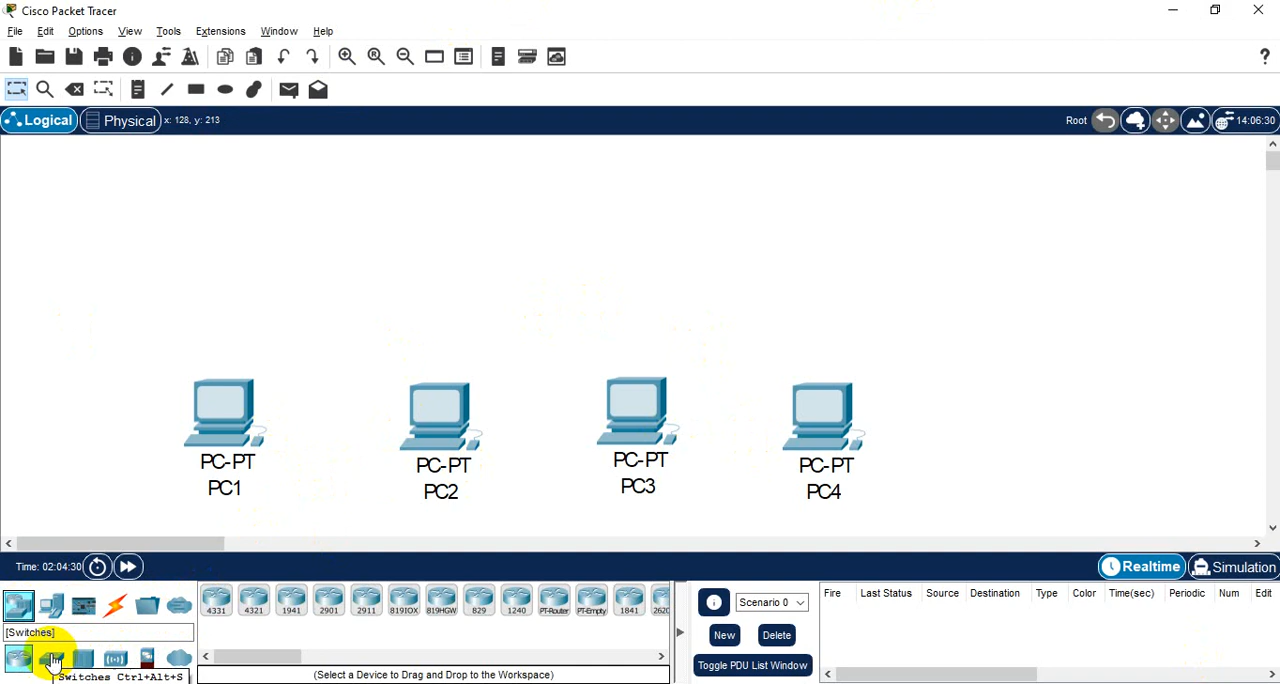 Cisco Packet Tracer
File Edit Options View Tools Extensions Window Help
?
Logical Physical x: 128, y: 213 Root 14:06:30
PC-PT
PC1
PC-PT
PC2
PC-PT
PC3
PC-PT
PC4
Time: 02:04:30 Realtime Simulation
4331 4321 1941 2901 2911 819IOX 819HGW 829 1240 PT-Router PT-Empty 1841 2620
[Switches]
Switches Ctrl+Alt+S
(Select a Device to Drag and Drop to the Workspace)
Scenario 0
New Delete
Toggle PDU List Window
Fire Last Status Source Destination Type Color Time(sec) Periodic Num Edit